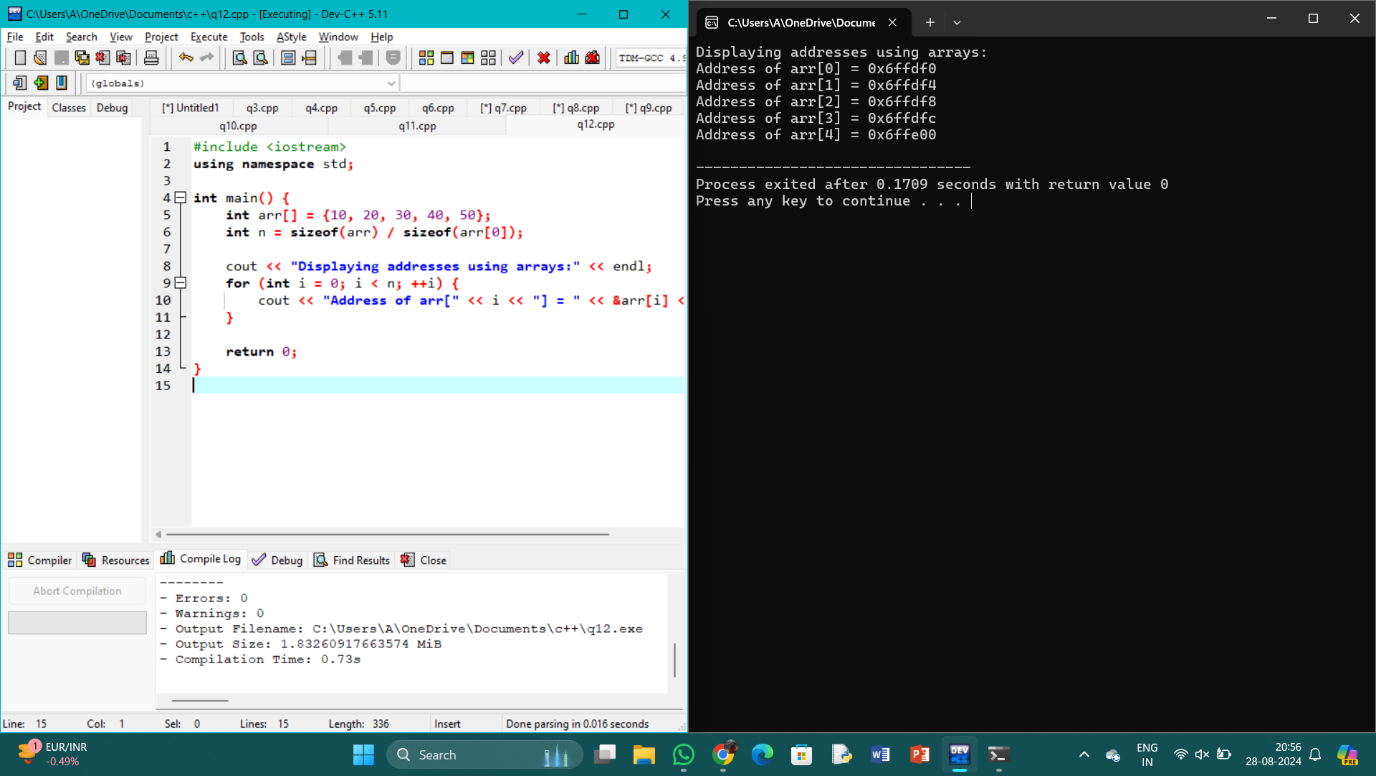 C:\Users\A\OneDrive\Documents\c++\q12.cpp - [Executing] - Dev-C++ 5.11
File Edit Search View Project Execute Tools AStyle Window Help
TDM-GCC 4.9
(globals)
Project Classes Debug
[*] Untitled1 q3.cpp q4.cpp q5.cpp q6.cpp [*] q7.cpp [*] q8.cpp [*] q9.cpp
q10.cpp q11.cpp q12.cpp
1 #include <iostream>
2 using namespace std;
3
4 int main() {
5 int arr[] = {10, 20, 30, 40, 50};
6 int n = sizeof(arr) / sizeof(arr[0]);
7
8 cout << "Displaying addresses using arrays:" << endl;
9 for (int i = 0; i < n; ++i) {
10 cout << "Address of arr[" << i << "] = " << &arr[i] <
11 }
12
13 return 0;
14 }
15
Compiler Resources Compile Log Debug Find Results Close
Abort Compilation
--------
- Errors: 0
- Warnings: 0
- Output Filename: C:\Users\A\OneDrive\Documents\c++\q12.exe
- Output Size: 1.83260917663574 MiB
- Compilation Time: 0.73s
Line: 15 Col: 1 Sel: 0 Lines: 15 Length: 336 Insert Done parsing in 0.016 seconds
C:\Users\A\OneDrive\Docume
Displaying addresses using arrays:
Address of arr[0] = 0x6ffdf0
Address of arr[1] = 0x6ffdf4
Address of arr[2] = 0x6ffdf8
Address of arr[3] = 0x6ffdfc
Address of arr[4] = 0x6ffe00
--------------------------------
Process exited after 0.1709 seconds with return value 0
Press any key to continue . . .
1
EUR/INR
-0.49%
Search
DEV
ENG
IN
20:56
28-08-2024
PRE